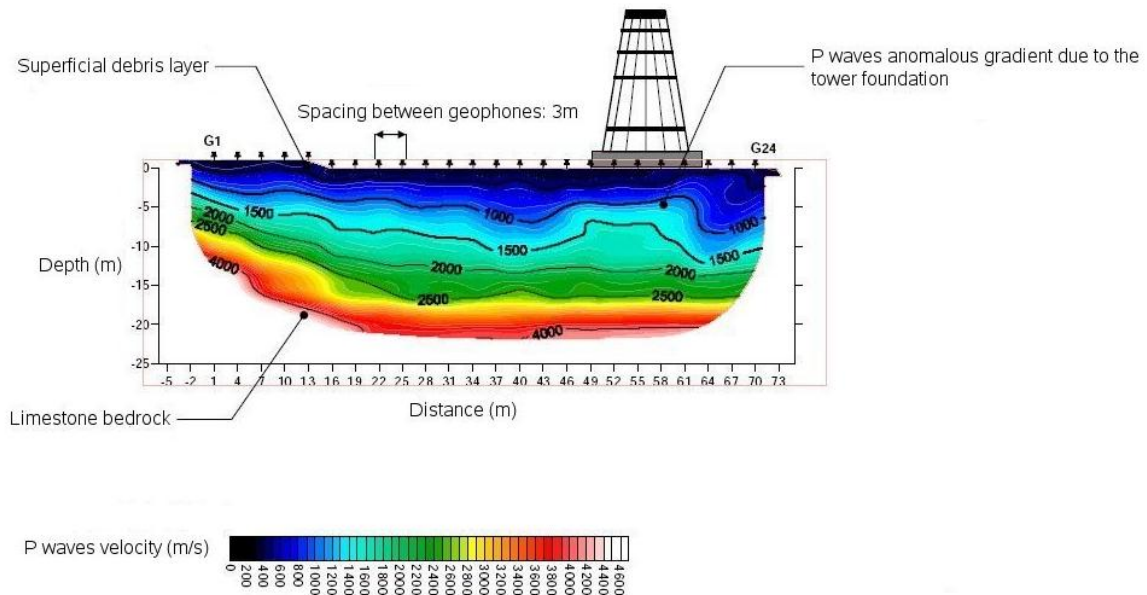 Superficial debris layer
P waves anomalous gradient due to the
tower foundation
Spacing between geophones: 3m
G1
G24
0
-5
-10
-15
-20
-25
Depth (m)
2000
1500
2500
4000
1000
1500
2000
2500
4000
1000
1500
2000
2500
-5 -2 1 4 7 10 13 16 19 22 25 28 31 34 37 40 43 46 49 52 55 58 61 64 67 70 73
Distance (m)
Limestone bedrock
P waves velocity (m/s)
0 200 400 600 800 1000 1200 1400 1600 1800 2000 2200 2400 2600 2800 3000 3200 3400 3600 3800 4000 4200 4400 4600